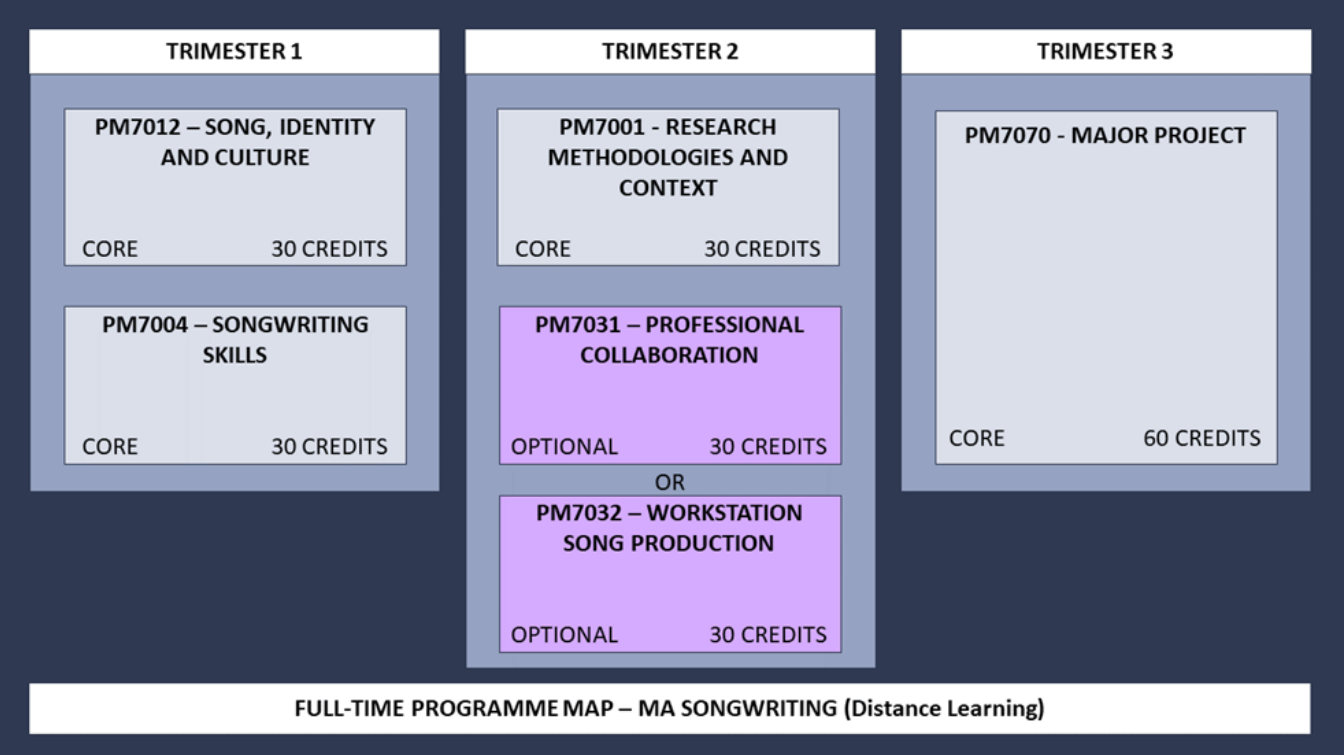 TRIMESTER 1
PM7012 – SONG, IDENTITY
AND CULTURE
CORE 30 CREDITS
PM7004 – SONGWRITING
SKILLS
CORE 30 CREDITS
TRIMESTER 2
PM7001 - RESEARCH
METHODOLOGIES AND
CONTEXT
CORE 30 CREDITS
PM7031 – PROFESSIONAL
COLLABORATION
OPTIONAL 30 CREDITS
OR
PM7032 – WORKSTATION
SONG PRODUCTION
OPTIONAL 30 CREDITS
TRIMESTER 3
PM7070 - MAJOR PROJECT
CORE 60 CREDITS
FULL-TIME PROGRAMME MAP – MA SONGWRITING (Distance Learning)